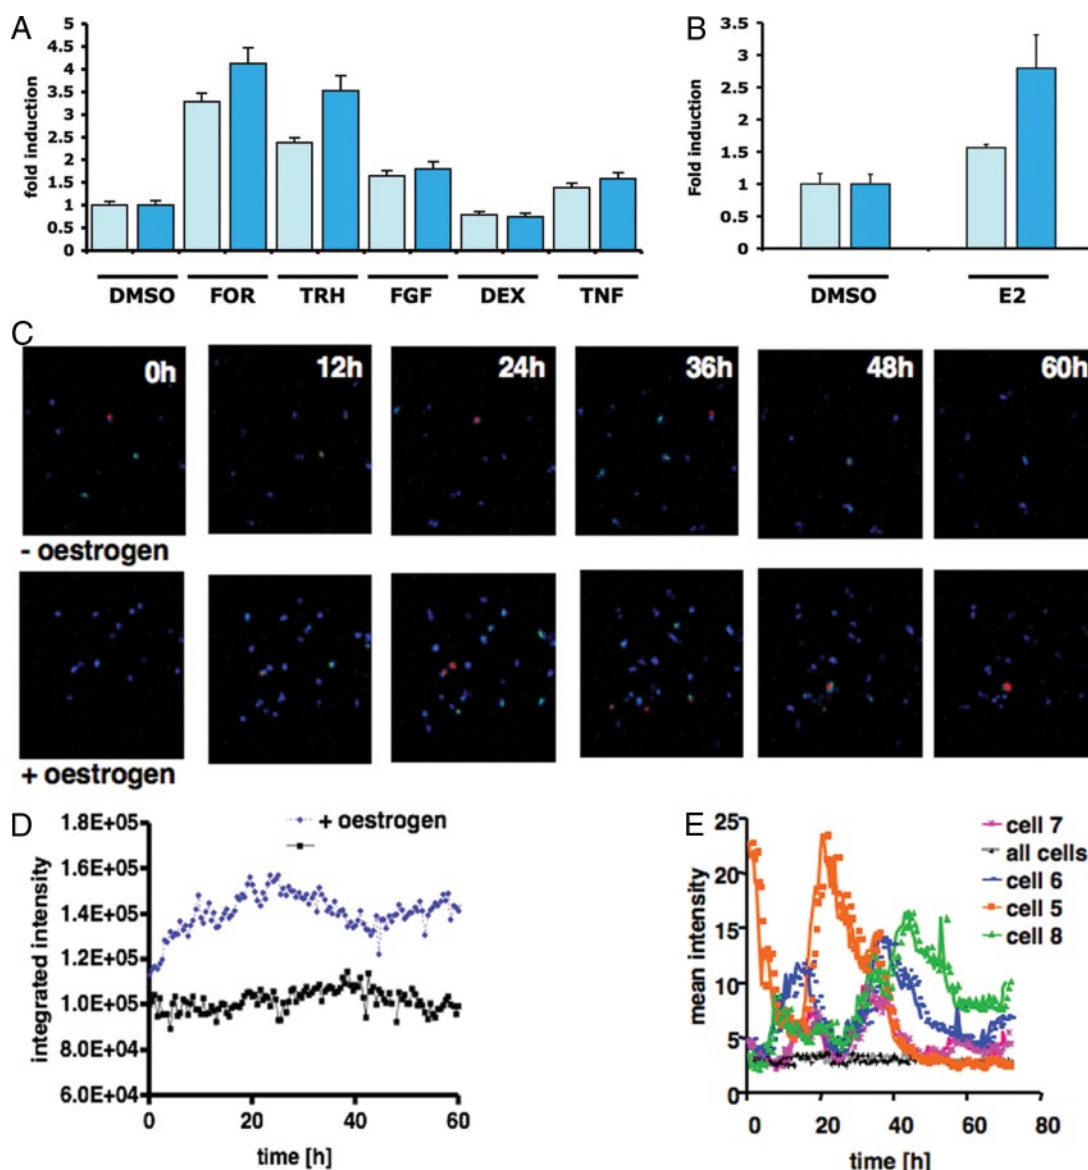 A
fold induction
5
4.5
4
3.5
3
2.5
2
1.5
1
0.5
0
DMSO FOR TRH FGF DEX TNF
B
Fold induction
3.5
3
2.5
2
1.5
1
0.5
0
DMSO E2
C
0h 12h 24h 36h 48h 60h
- oestrogen
+ oestrogen
D
+ oestrogen
integrated intensity
1.8E+05
1.6E+05
1.4E+05
1.2E+05
1.0E+05
8.0E+04
6.0E+04
0 20 40 60
time [h]
E
mean intensity
25
20
15
10
5
0
0 20 40 60 80
time [h]
cell 7
all cells
cell 6
cell 5
cell 8